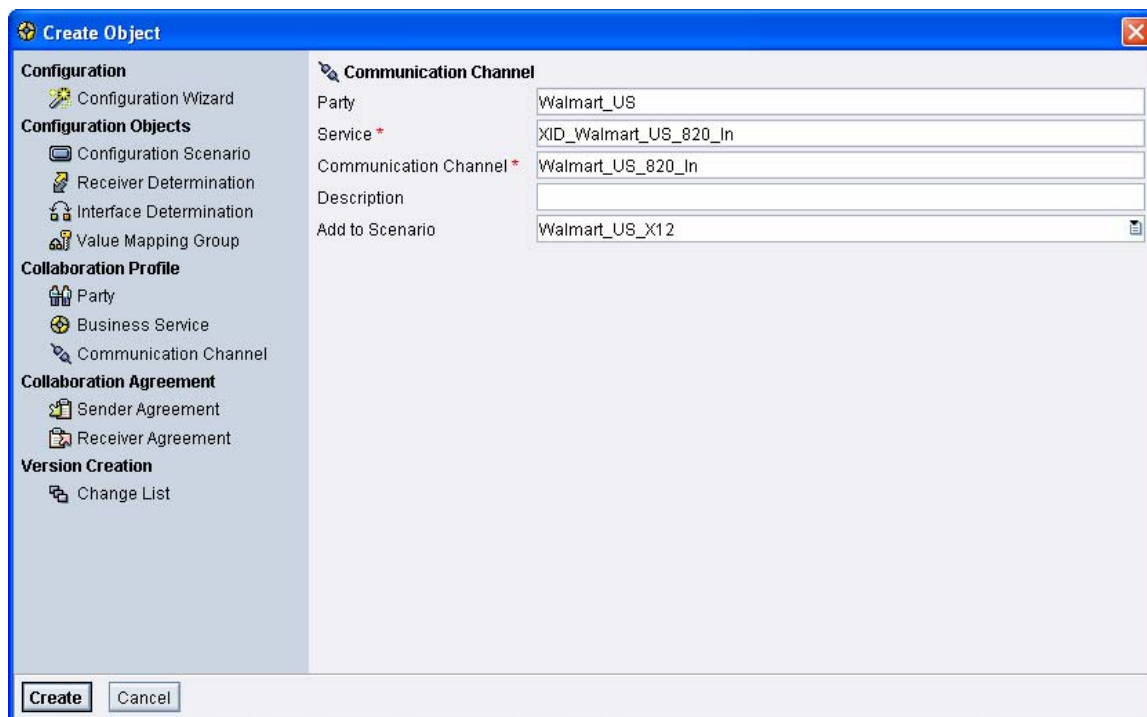 Create Object
Configuration
Configuration Wizard
Configuration Objects
Configuration Scenario
Receiver Determination
Interface Determination
Value Mapping Group
Collaboration Profile
Party
Business Service
Communication Channel
Collaboration Agreement
Sender Agreement
Receiver Agreement
Version Creation
Change List
Communication Channel
Party Walmart_US
Service * XID_Walmart_US_820_In
Communication Channel * Walmart_US_820_In
Description
Add to Scenario Walmart_US_X12
Create Cancel